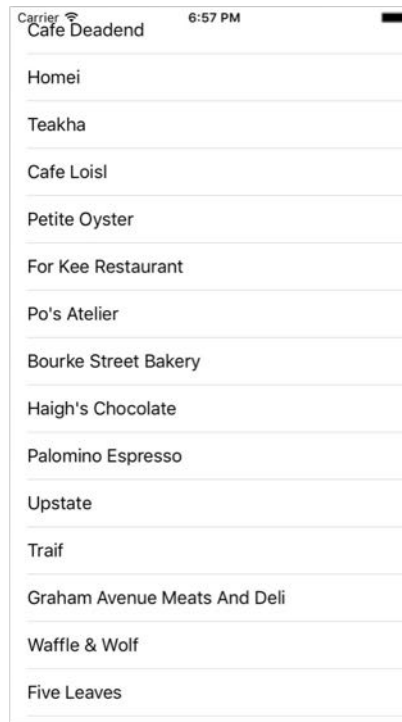 Carrier 6:57 PM
Cafe Deadend
Homei
Teakha
Cafe Loisl
Petite Oyster
For Kee Restaurant
Po's Atelier
Bourke Street Bakery
Haigh's Chocolate
Palomino Espresso
Upstate
Traif
Graham Avenue Meats And Deli
Waffle & Wolf
Five Leaves